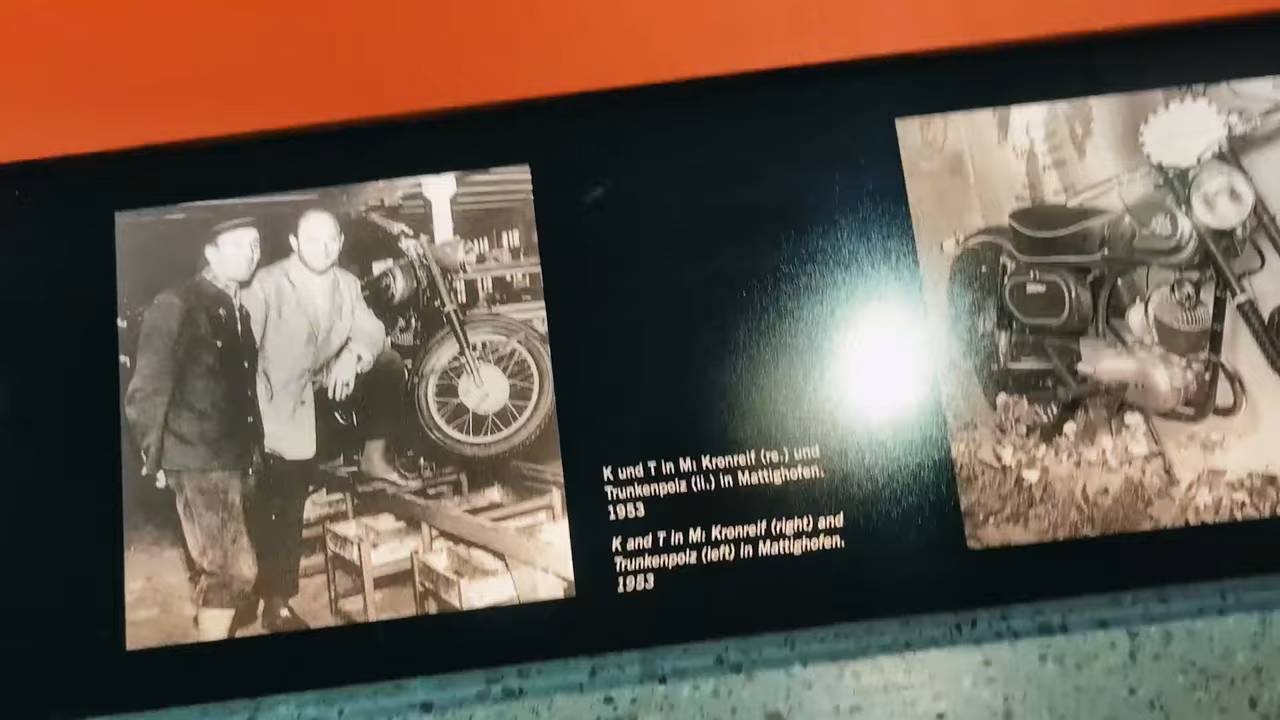 K und T in M: Kronreif (re.) und
Trunkenpolz (li.) in Mattighofen.
1953
K and T in M: Kronreif (right) and
Trunkenpolz (left) in Mattighofen.
1953